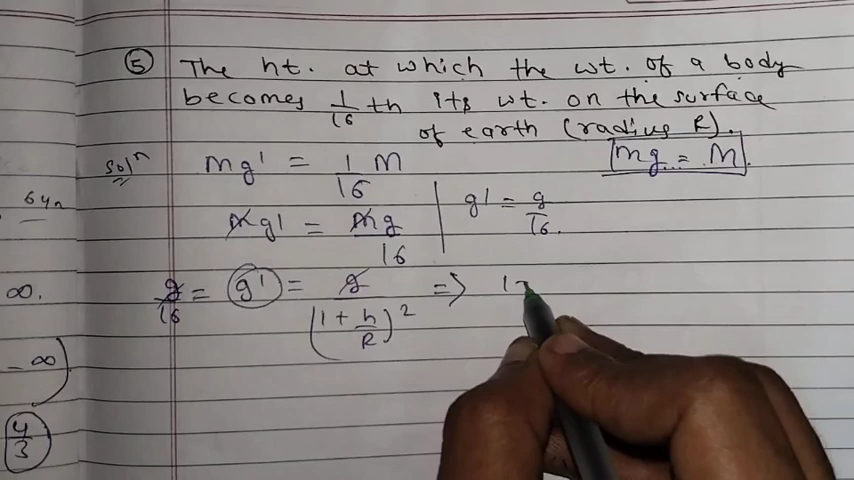 ⑤ The ht. at which the wt. of a body
becomes 1/16 th its wt. on the surface
of earth (radius R).
solⁿ mg' = 1/16 M
mg = M
mg' = mg/16 | g' = g/16.
g/16 = g' = g/(1 + h/R)² =>
∞.
-∞)
4/3